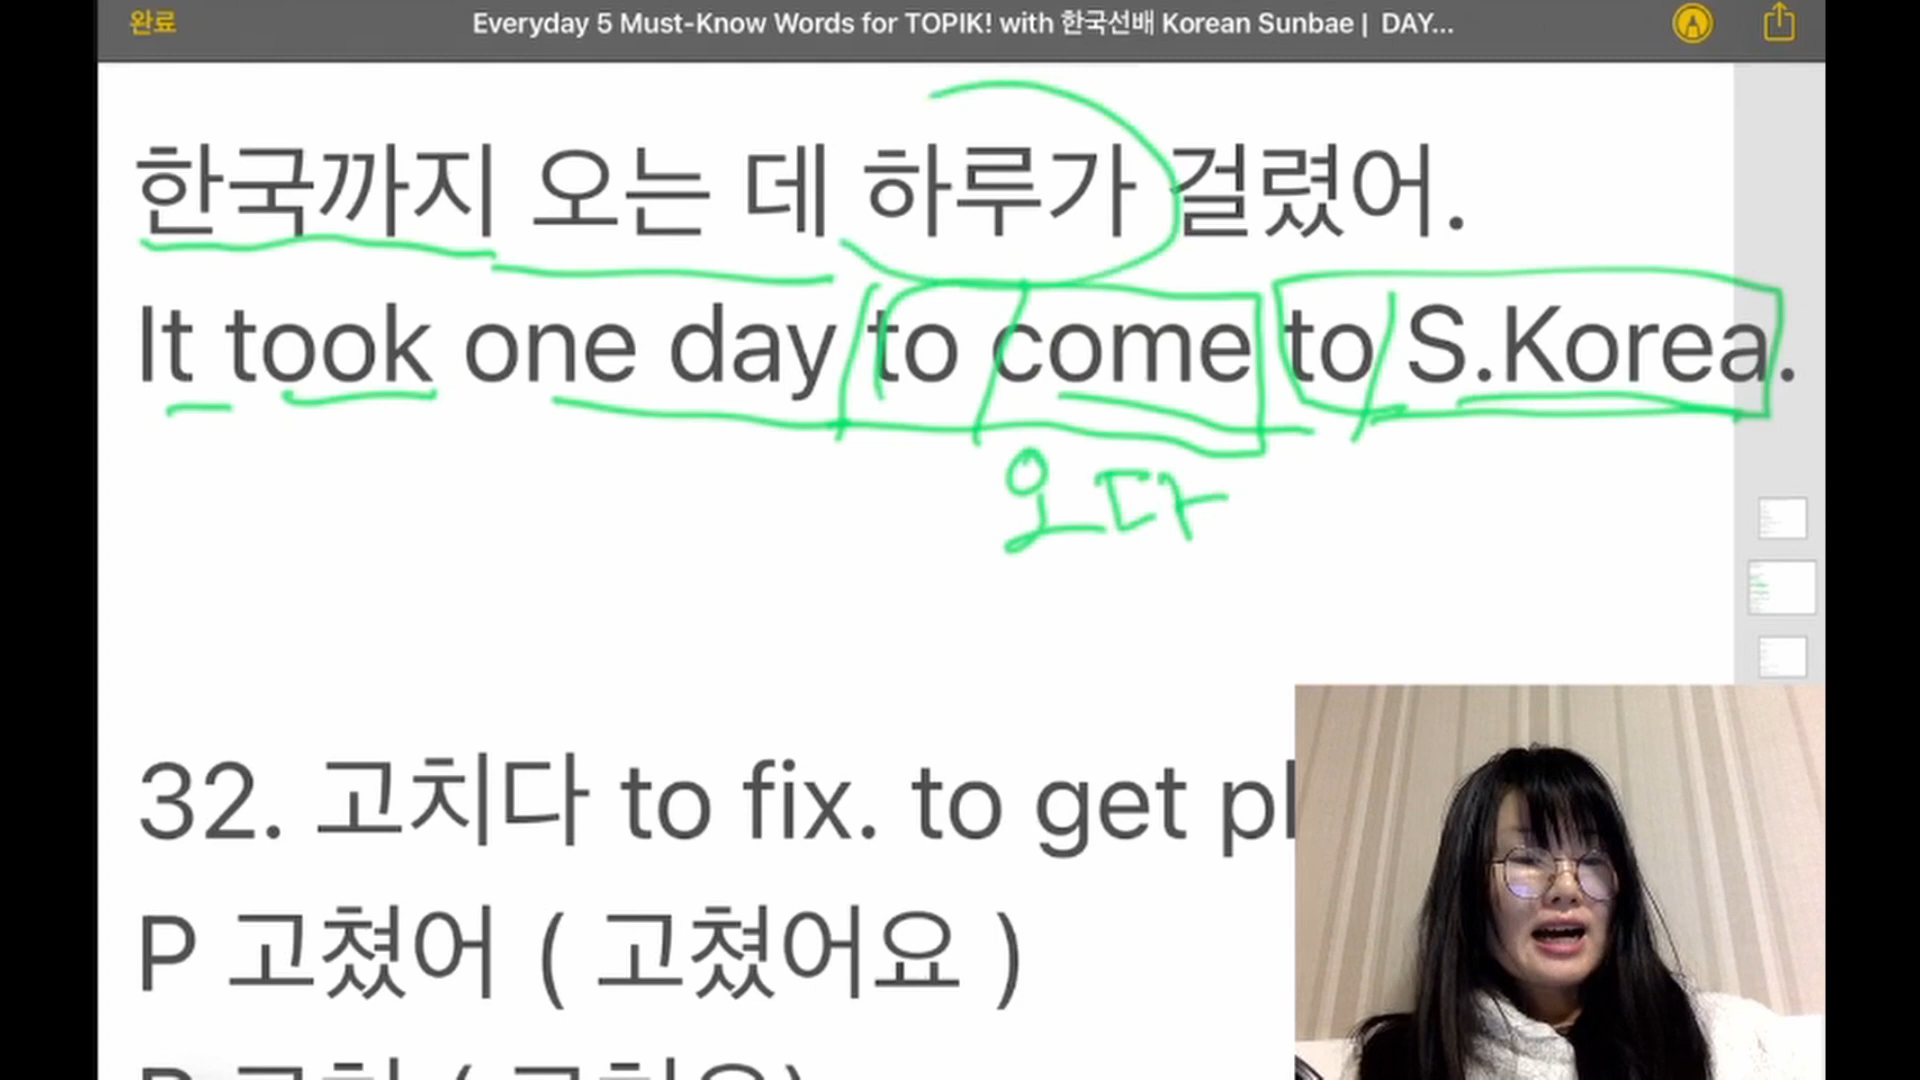 완료 Everyday 5 Must-Know Words for TOPIK! with 한국선배 Korean Sunbae | DAY...
한국까지 오는 데 하루가 걸렸어.
It took one day to come to S.Korea.
오다
32. 고치다 to fix. to get
P 고쳤어 ( 고쳤어요 )